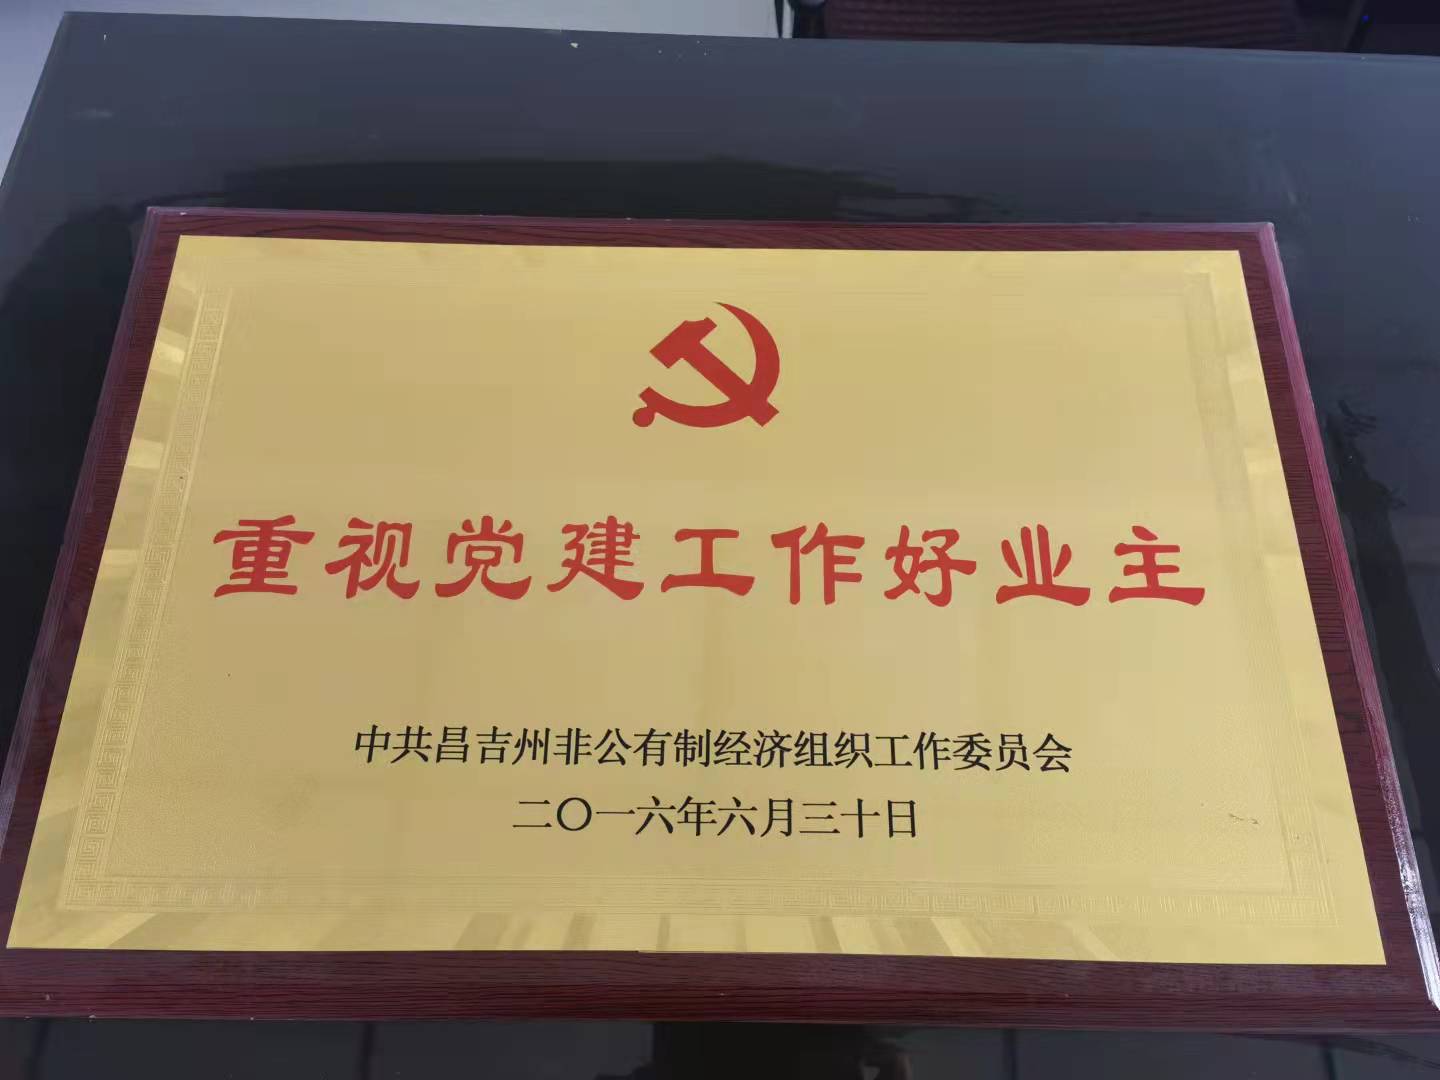 重视党建工作好业主
中共昌吉州非公有制经济组织工作委员会
二〇一六年六月三十日